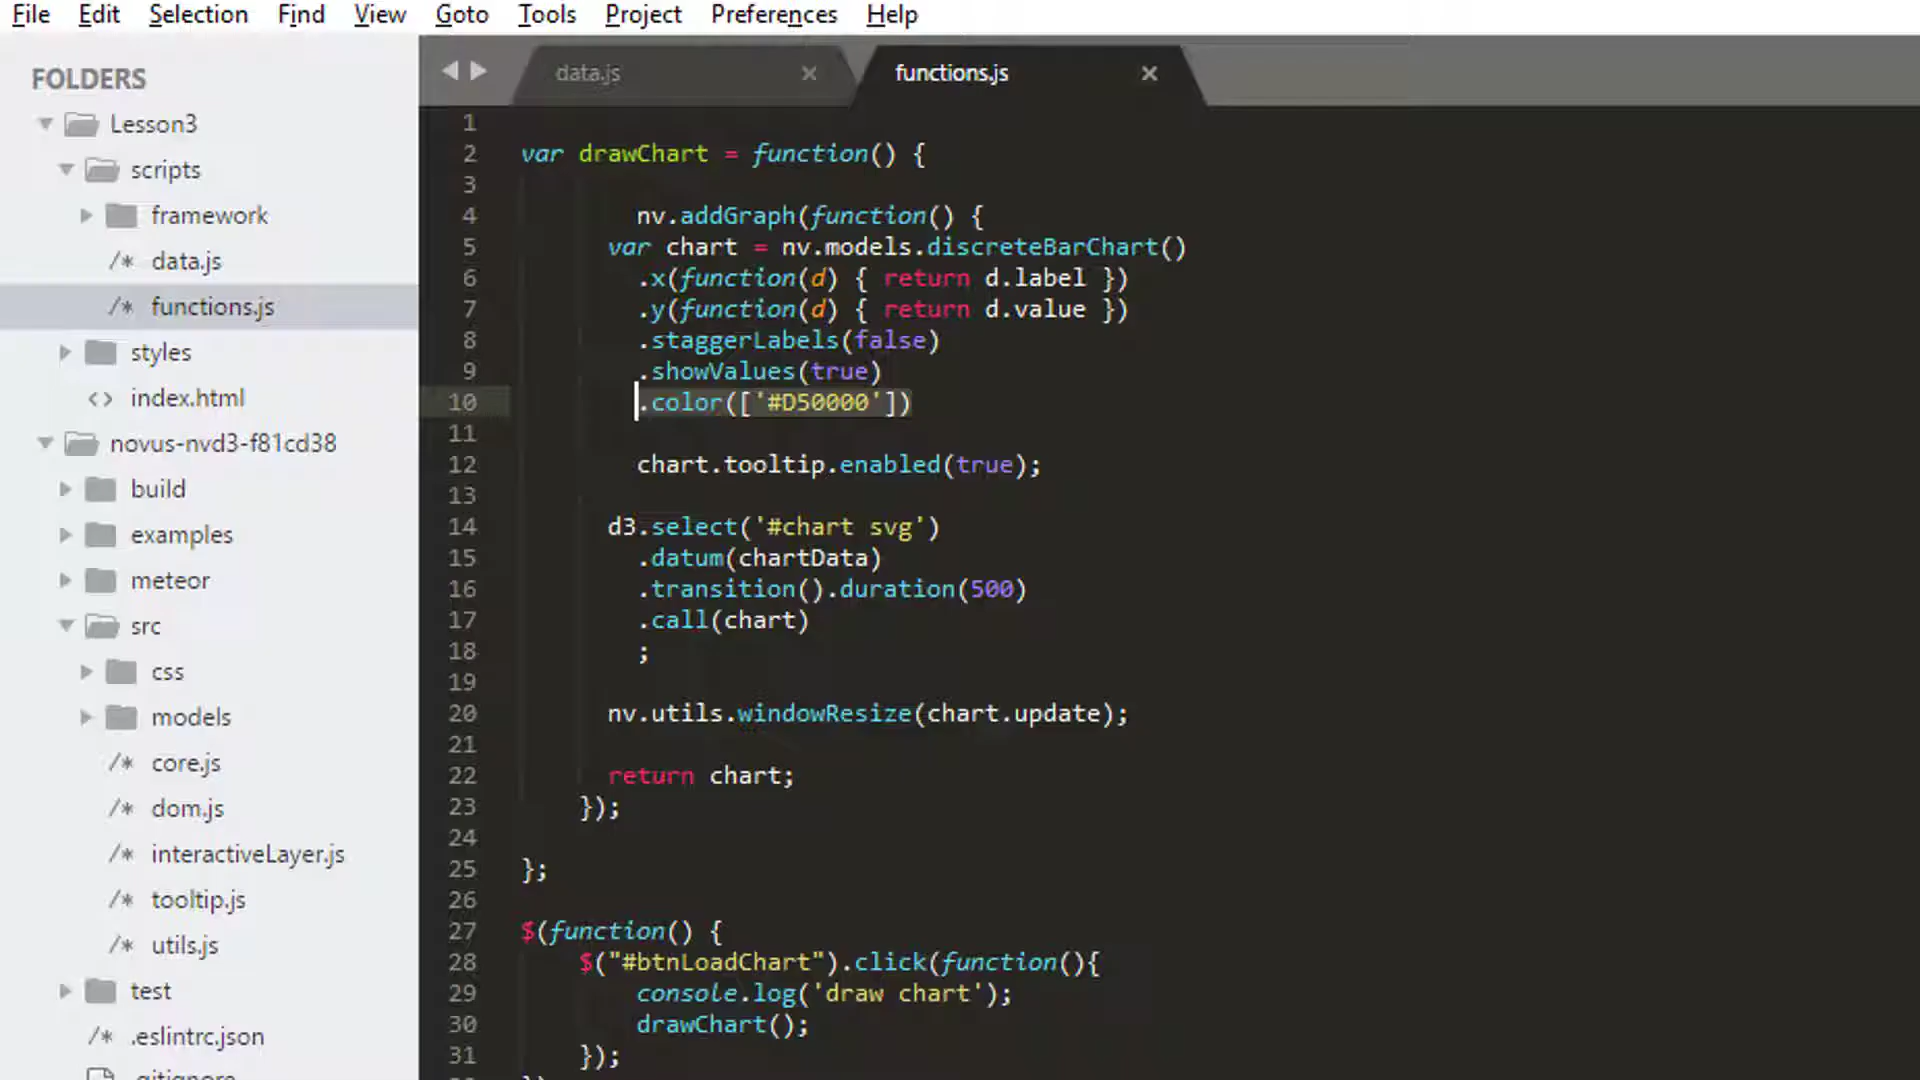 File Edit Selection Find View Goto Tools Project Preferences Help
FOLDERS
Lesson3
scripts
framework
/* data.js
/* functions.js
styles
<> index.html
novus-nvd3-f81cd38
build
examples
meteor
src
css
models
/* core.js
/* dom.js
/* interactiveLayer.js
/* tooltip.js
/* utils.js
test
/* .eslintrc.json
.gitignore
data.js × functions.js ×
1
2 var drawChart = function() {
3
4 nv.addGraph(function() {
5 var chart = nv.models.discreteBarChart()
6 .x(function(d) { return d.label })
7 .y(function(d) { return d.value })
8 .staggerLabels(false)
9 .showValues(true)
10 .color(['#D50000'])
11
12 chart.tooltip.enabled(true);
13
14 d3.select('#chart svg')
15 .datum(chartData)
16 .transition().duration(500)
17 .call(chart)
18 ;
19
20 nv.utils.windowResize(chart.update);
21
22 return chart;
23 });
24
25 };
26
27 $(function() {
28 $("#btnLoadChart").click(function(){
29 console.log('draw chart');
30 drawChart();
31 });